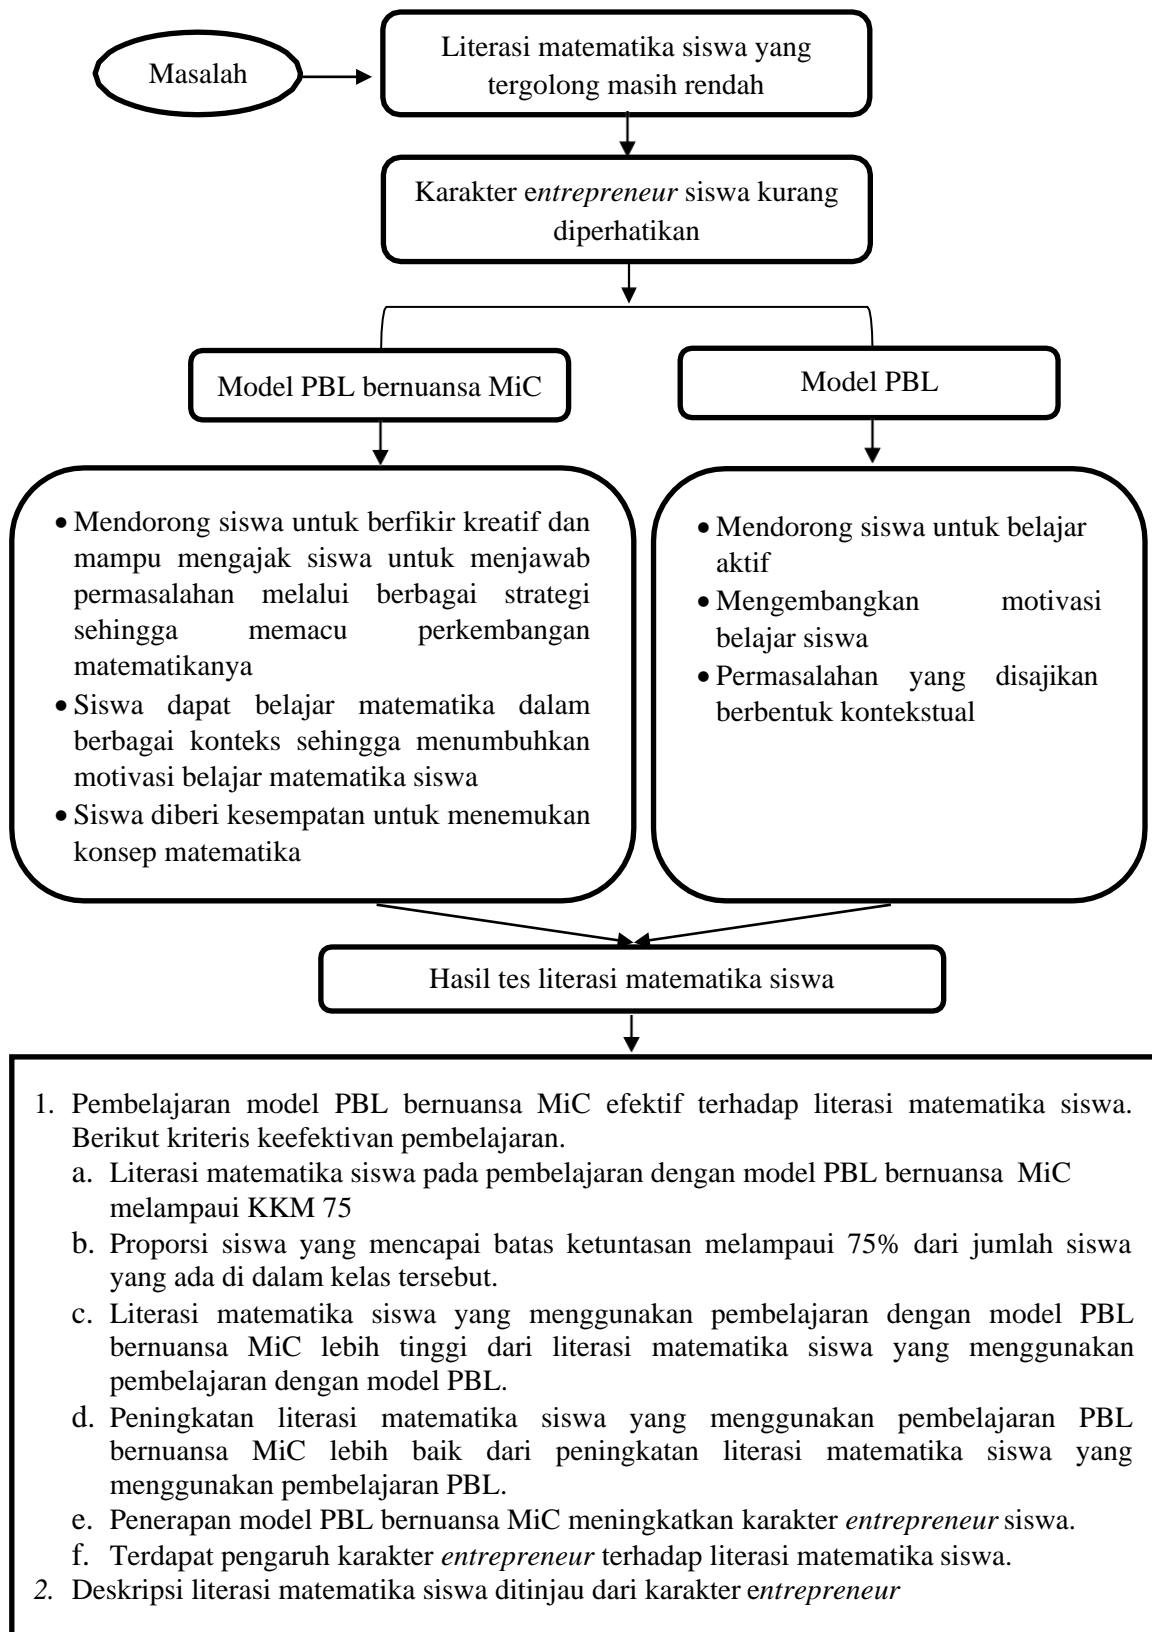 Masalah
Literasi matematika siswa yang
tergolong masih rendah
Karakter entrepreneur siswa kurang
diperhatikan
Model PBL bernuansa MiC
Model PBL
• Mendorong siswa untuk berfikir kreatif dan
mampu mengajak siswa untuk menjawab
permasalahan melalui berbagai strategi
sehingga memacu perkembangan
matematikanya
• Siswa dapat belajar matematika dalam
berbagai konteks sehingga menumbuhkan
motivasi belajar matematika siswa
• Siswa diberi kesempatan untuk menemukan
konsep matematika
• Mendorong siswa untuk belajar
aktif
• Mengembangkan motivasi
belajar siswa
• Permasalahan yang disajikan
berbentuk kontekstual
Hasil tes literasi matematika siswa
1. Pembelajaran model PBL bernuansa MiC efektif terhadap literasi matematika siswa.
Berikut kriteris keefektivan pembelajaran.
a. Literasi matematika siswa pada pembelajaran dengan model PBL bernuansa MiC
melampaui KKM 75
b. Proporsi siswa yang mencapai batas ketuntasan melampaui 75% dari jumlah siswa
yang ada di dalam kelas tersebut.
c. Literasi matematika siswa yang menggunakan pembelajaran dengan model PBL
bernuansa MiC lebih tinggi dari literasi matematika siswa yang menggunakan
pembelajaran dengan model PBL.
d. Peningkatan literasi matematika siswa yang menggunakan pembelajaran PBL
bernuansa MiC lebih baik dari peningkatan literasi matematika siswa yang
menggunakan pembelajaran PBL.
e. Penerapan model PBL bernuansa MiC meningkatkan karakter entrepreneur siswa.
f. Terdapat pengaruh karakter entrepreneur terhadap literasi matematika siswa.
2. Deskripsi literasi matematika siswa ditinjau dari karakter entrepreneur